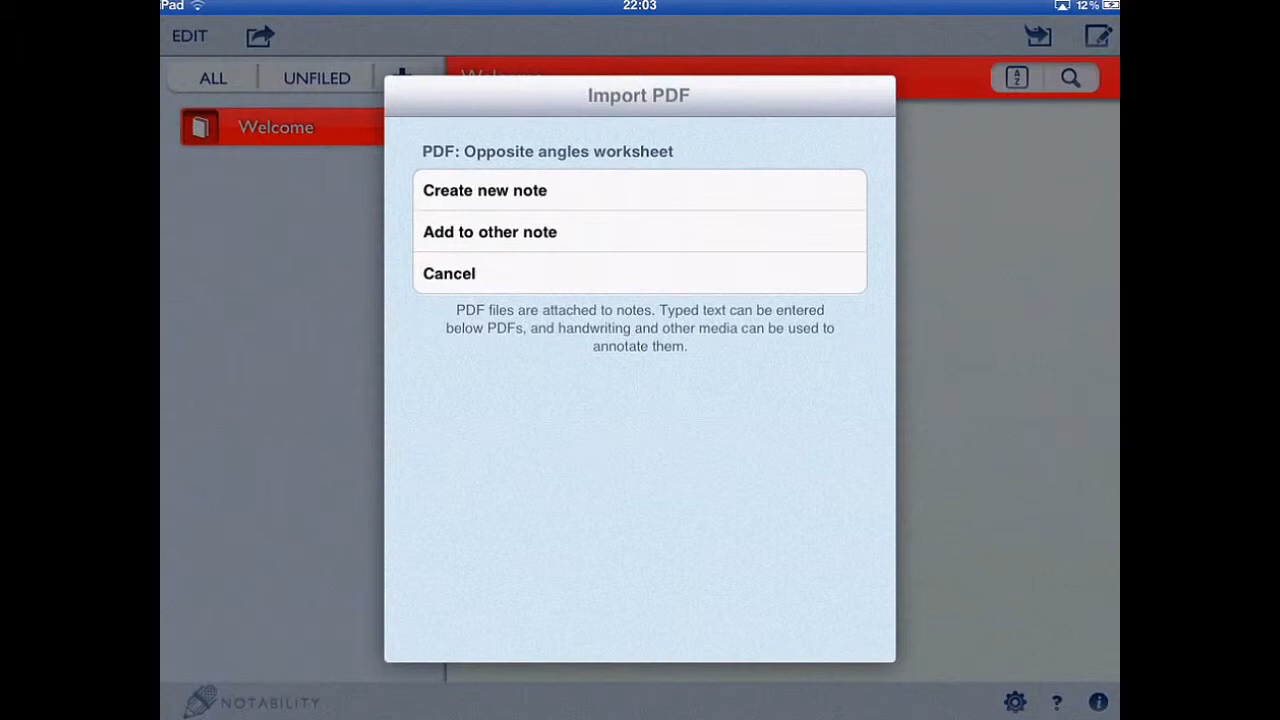 Pad 22:03 12%
EDIT
ALL UNFILED +
Welcome
Welcome
Import PDF
PDF: Opposite angles worksheet
Create new note
Add to other note
Cancel
PDF files are attached to notes. Typed text can be entered
below PDFs, and handwriting and other media can be used to
annotate them.
A
Z
NOTABILITY
?
i